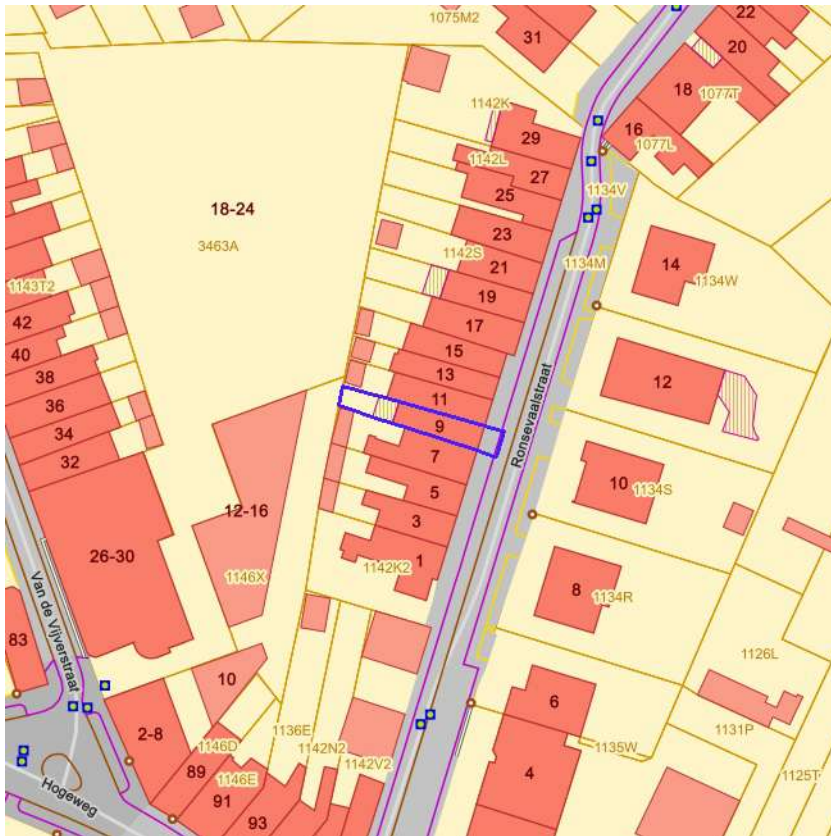 1075M2
22
31
20
18
1077T
1142K
16
29
1077L
1142L
27
25
1134V
18-24
23
3463A
1142S
21
1134M
14
1134W
1143T2
19
42
17
40
15
38
13
12
36
11
Ronsevaalstraat
34
9
32
7
5
10
1134S
12-16
3
26-30
1
1142K2
1146X
8
1134R
Van de Vijverstraat
83
1126L
10
6
2-8
1136E
1131P
1146D
1142N2
1135W
89
1146E
1142V2
4
1125T
Hogeweg
91
93